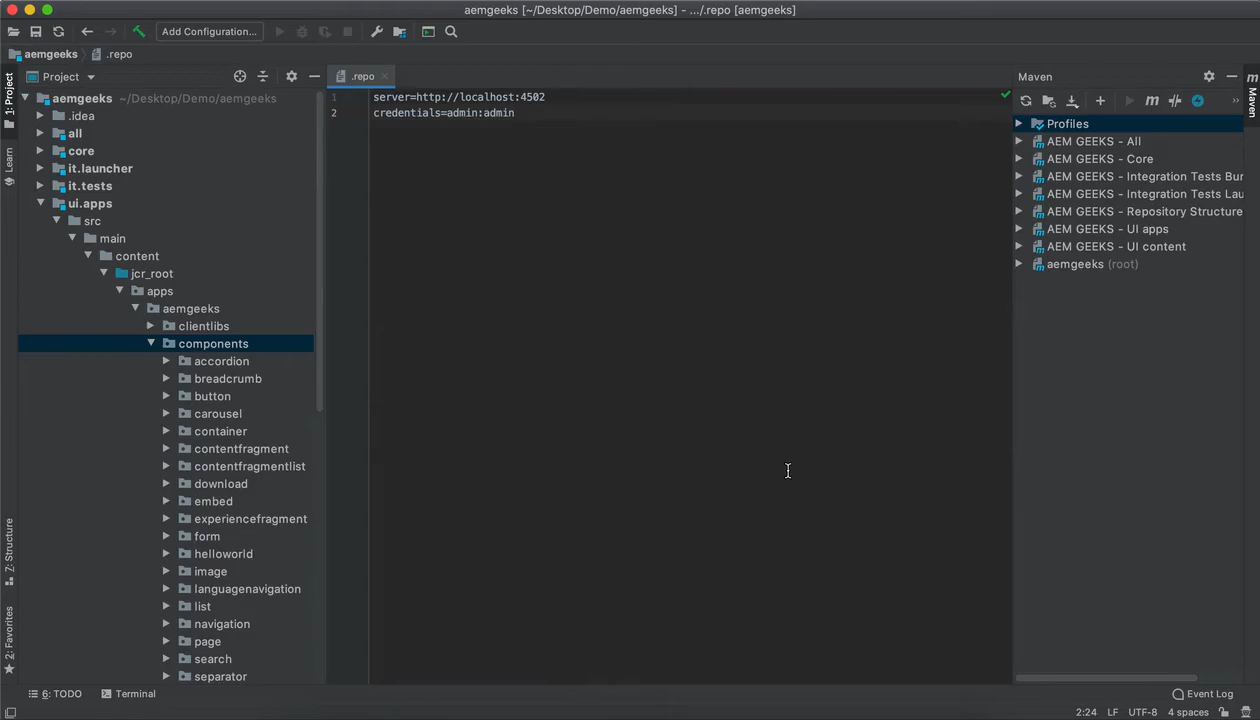 aemgeeks [~/Desktop/Demo/aemgeeks] - .../.repo [aemgeeks]
Add Configuration...
aemgeeks
.repo
1: Project
Learn
7: Structure
2: Favorites
Project
aemgeeks ~/Desktop/Demo/aemgeeks
.idea
all
core
it.launcher
it.tests
ui.apps
src
main
content
jcr_root
apps
aemgeeks
clientlibs
components
accordion
breadcrumb
button
carousel
container
contentfragment
contentfragmentlist
download
embed
experiencefragment
form
helloworld
image
languagenavigation
list
navigation
page
search
separator
.repo
1 server=http://localhost:4502
2 credentials=admin:admin
Maven
m
Profiles
AEM GEEKS - All
AEM GEEKS - Core
AEM GEEKS - Integration Tests Bun
AEM GEEKS - Integration Tests Lau
AEM GEEKS - Repository Structure
AEM GEEKS - UI apps
AEM GEEKS - UI content
aemgeeks (root)
m
Maven
6: TODO
Terminal
Event Log
2:24 LF UTF-8 4 spaces